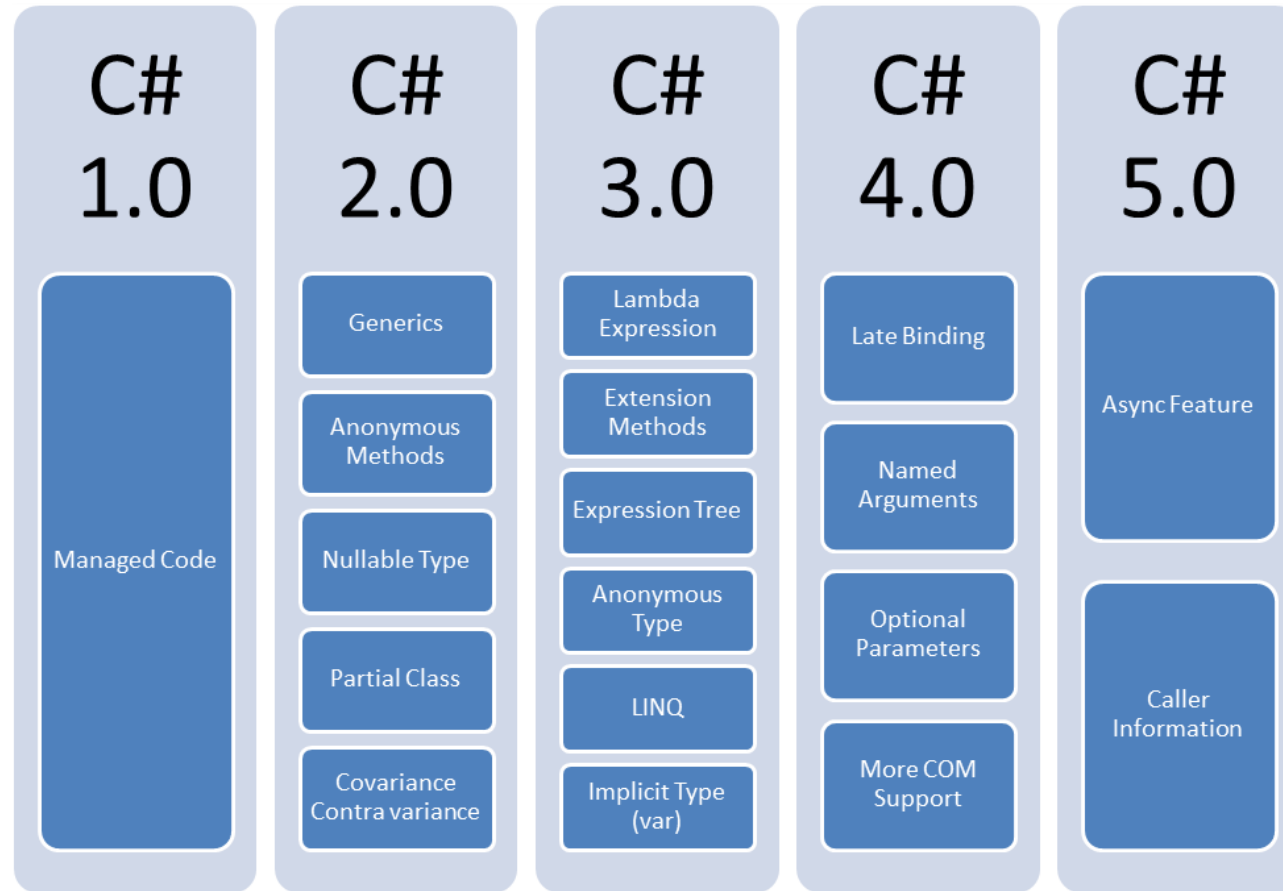 C#
1.0
Managed Code
C#
2.0
Generics
Anonymous
Methods
Nullable Type
Partial Class
Covariance
Contra variance
C#
3.0
Lambda
Expression
Extension
Methods
Expression Tree
Anonymous
Type
LINQ
Implicit Type
(var)
C#
4.0
Late Binding
Named
Arguments
Optional
Parameters
More COM
Support
C#
5.0
Async Feature
Caller
Information